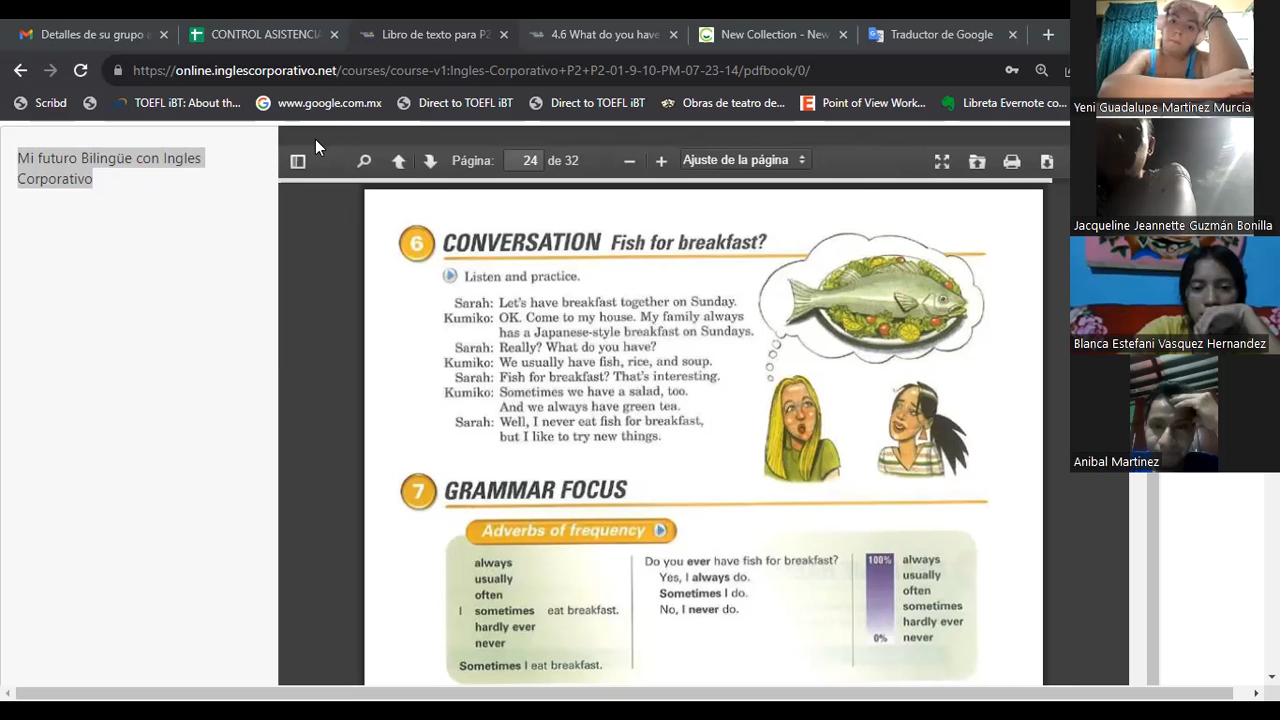 Detalles de su grupo a
CONTROL ASISTENCIA
Libro de texto para P2
4.6 What do you have
New Collection - New
Traductor de Google
https://online.inglescorporativo.net/courses/course-v1:Ingles-Corporativo+P2+P2-01-9-10-PM-07-23-14/pdfbook/0/
Scribd
TOEFL iBT: About th...
www.google.com.mx
Direct to TOEFL iBT
Direct to TOEFL iBT
Obras de teatro de...
Point of View Work...
Libreta Evernote co...
Mi futuro Bilingüe con Ingles
Corporativo
Página: 24 de 32
Ajuste de la página
6 CONVERSATION Fish for breakfast?
Listen and practice.
Sarah: Let's have breakfast together on Sunday.
Kumiko: OK. Come to my house. My family always
has a Japanese-style breakfast on Sundays.
Sarah: Really? What do you have?
Kumiko: We usually have fish, rice, and soup.
Sarah: Fish for breakfast? That's interesting.
Kumiko: Sometimes we have a salad, too.
And we always have green tea.
Sarah: Well, I never eat fish for breakfast,
but I like to try new things.
7 GRAMMAR FOCUS
Adverbs of frequency
always
usually
often
I sometimes eat breakfast.
hardly ever
never
Sometimes I eat breakfast.
Do you ever have fish for breakfast?
Yes, I always do.
Sometimes I do.
No, I never do.
100% always
usually
often
sometimes
hardly ever
0% never
Yeni Guadalupe Martínez Murcia
Jacqueline Jeannette Guzmán Bonilla
Blanca Estefani Vasquez Hernandez
Anibal Martinez